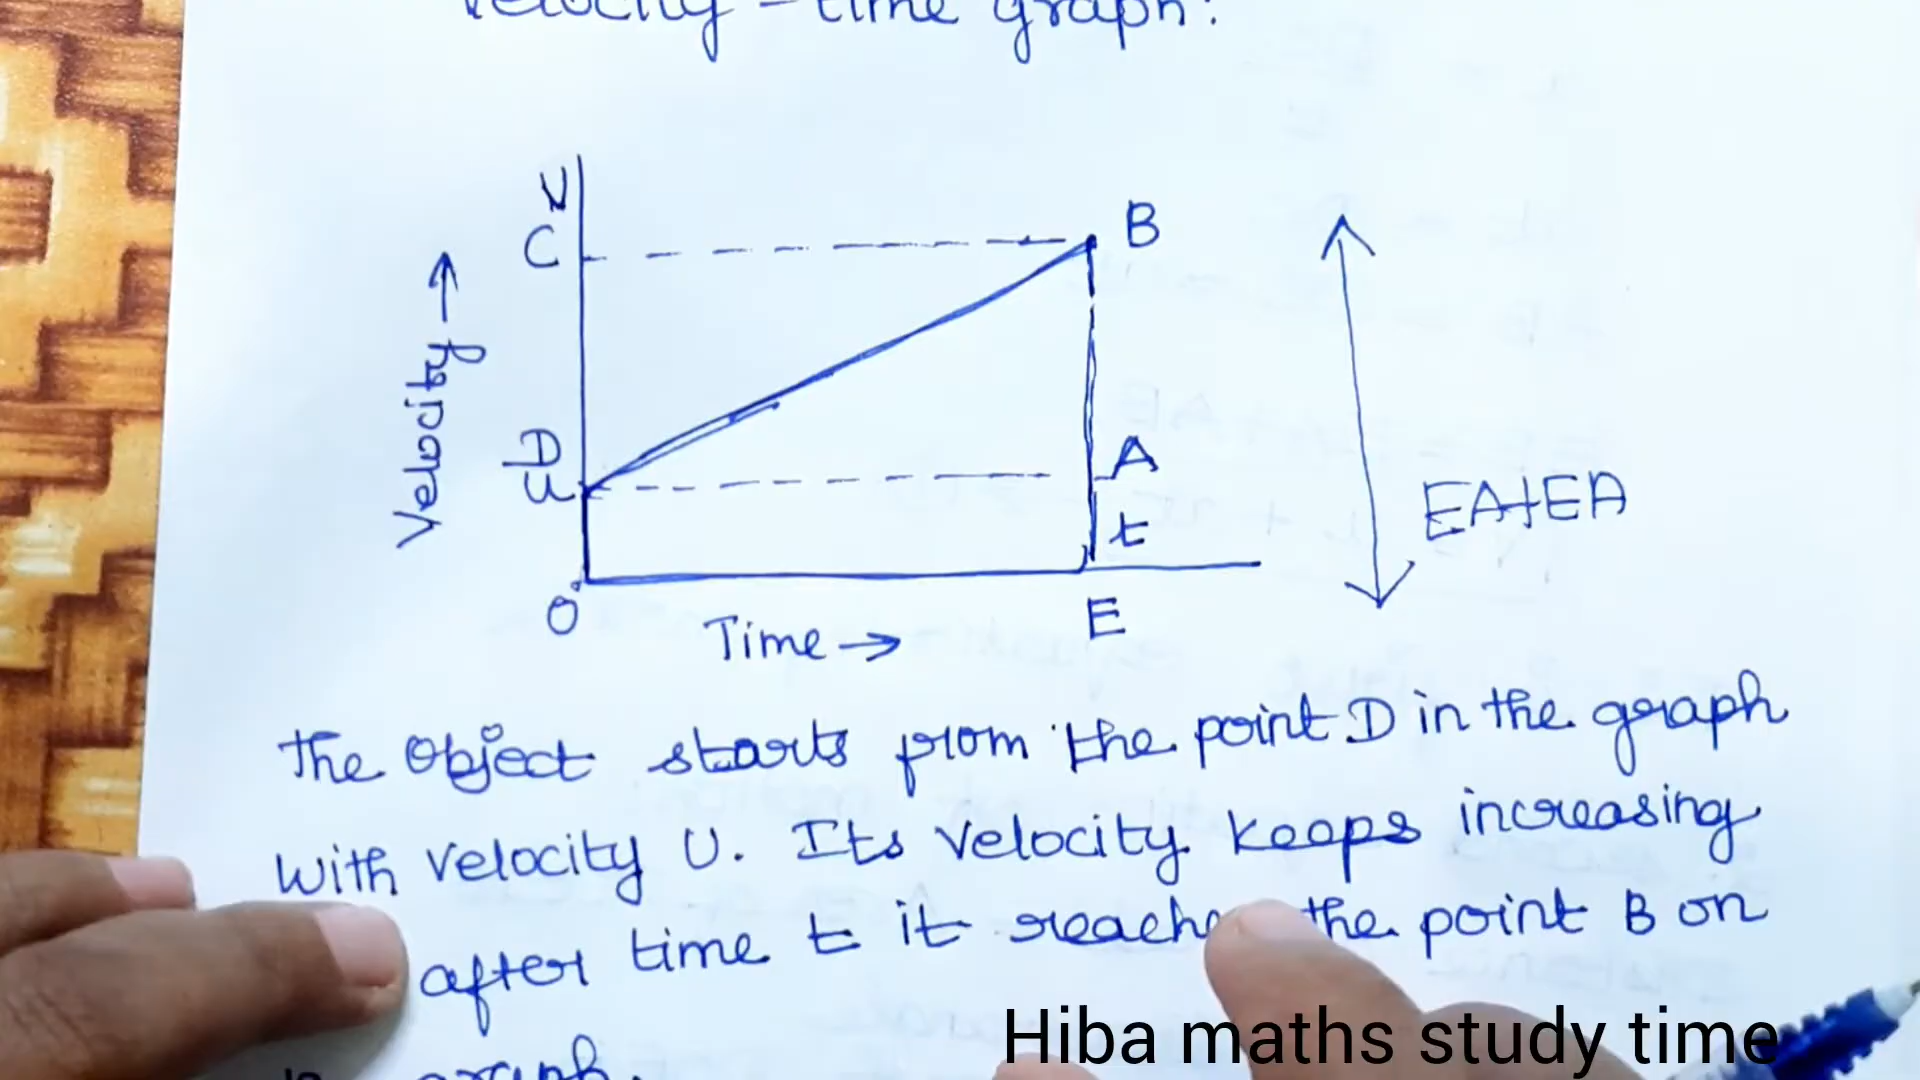 Velocity - time graph:
V
C
B
Velocity →
D
u
A
t
EA+EA
O
E
Time →
The Object starts from the point D in the graph
with velocity U. Its velocity keeps increasing
after time t it reache the point B on
graph.
Hiba maths study time